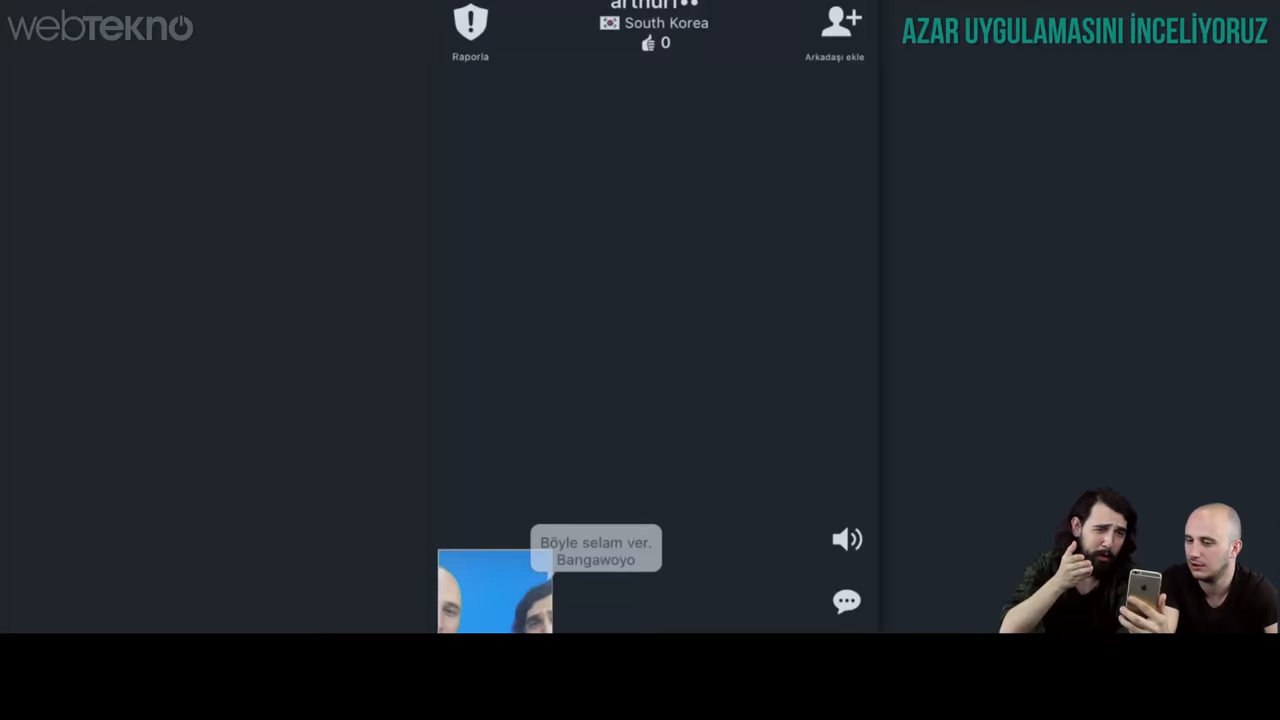 webtekno
AZAR UYGULAMASINI İNCELİYORUZ
South Korea
0
Raporla
Arkadaşı ekle
Böyle selam ver.
Bangawoyo